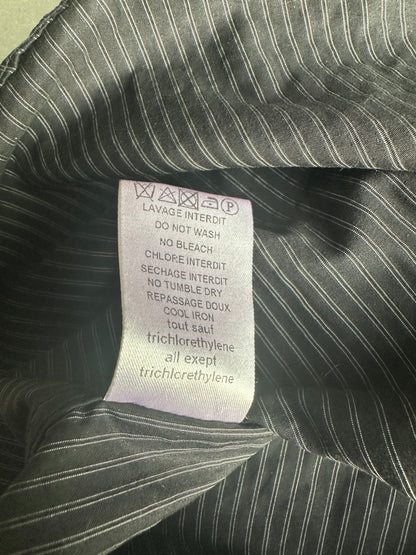 P
LAVAGE INTERDIT
DO NOT WASH
NO BLEACH
CHLORE INTERDIT
SECHAGE INTERDIT
NO TUMBLE DRY
REPASSAGE DOUX
COOL IRON
tout sauf
trichlorethylene
all exept
trichlorethylene